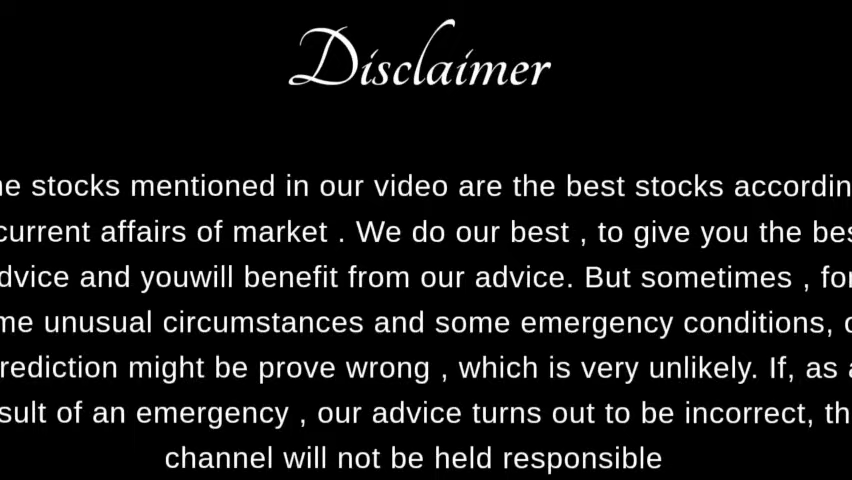 Disclaimer
he stocks mentioned in our video are the best stocks accordin
current affairs of market . We do our best , to give you the bes
dvice and youwill benefit from our advice. But sometimes , for
me unusual circumstances and some emergency conditions, o
rediction might be prove wrong , which is very unlikely. If, as a
sult of an emergency , our advice turns out to be incorrect, th
channel will not be held responsible